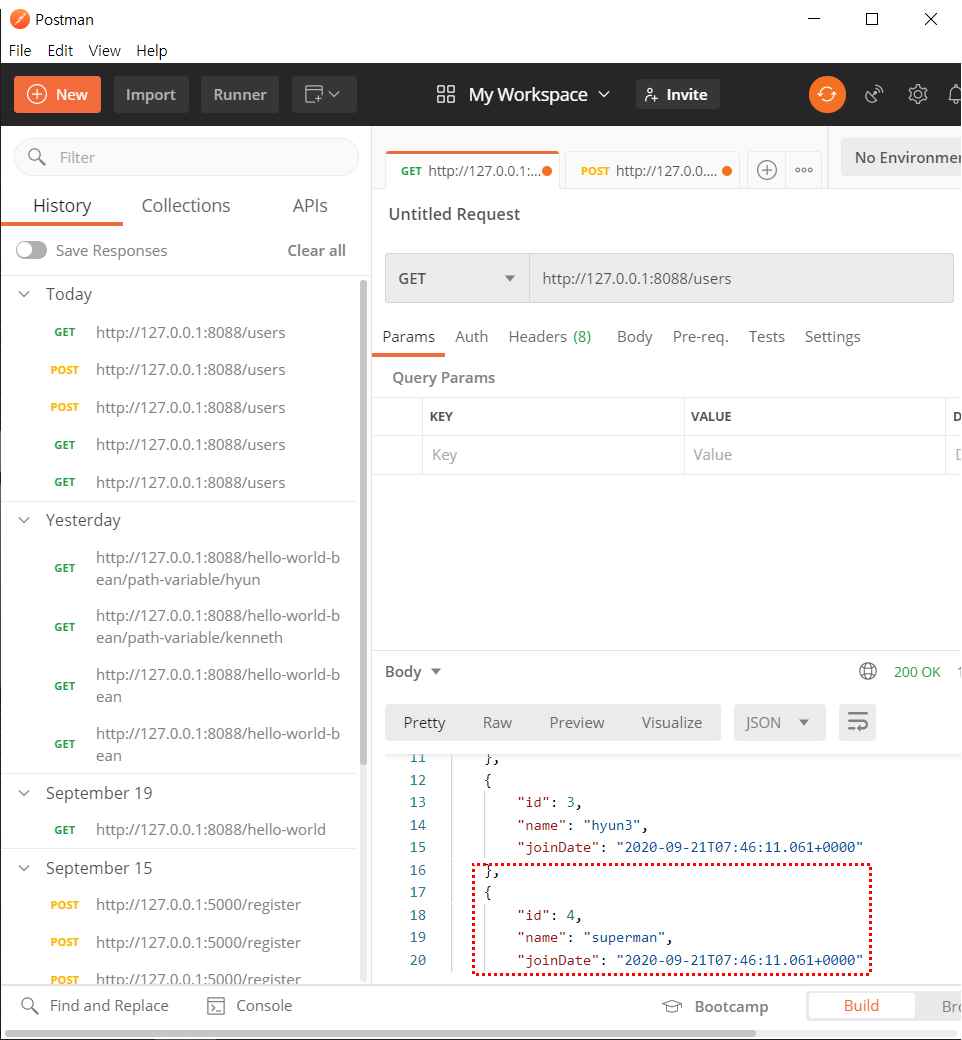 Postman
File Edit View Help
New Import Runner My Workspace Invite
Filter
History Collections APIs
Save Responses Clear all
Today
GET http://127.0.0.1:8088/users
POST http://127.0.0.1:8088/users
POST http://127.0.0.1:8088/users
GET http://127.0.0.1:8088/users
GET http://127.0.0.1:8088/users
Yesterday
GET http://127.0.0.1:8088/hello-world-b
ean/path-variable/hyun
GET http://127.0.0.1:8088/hello-world-b
ean/path-variable/kenneth
GET http://127.0.0.1:8088/hello-world-b
ean
GET http://127.0.0.1:8088/hello-world-b
ean
September 19
GET http://127.0.0.1:8088/hello-world
September 15
POST http://127.0.0.1:5000/register
POST http://127.0.0.1:5000/register
POST http://127.0.0.1:5000/register
GET http://127.0.0.1:... POST http://127.0.0.... No Environmen
Untitled Request
GET http://127.0.0.1:8088/users
Params Auth Headers (8) Body Pre-req. Tests Settings
Query Params
KEY VALUE D
Key Value D
Body 200 OK 1
Pretty Raw Preview Visualize JSON
11 },
12 {
13 "id": 3,
14 "name": "hyun3",
15 "joinDate": "2020-09-21T07:46:11.061+0000"
16 },
17 {
18 "id": 4,
19 "name": "superman",
20 "joinDate": "2020-09-21T07:46:11.061+0000"
Find and Replace Console Bootcamp Build Bro